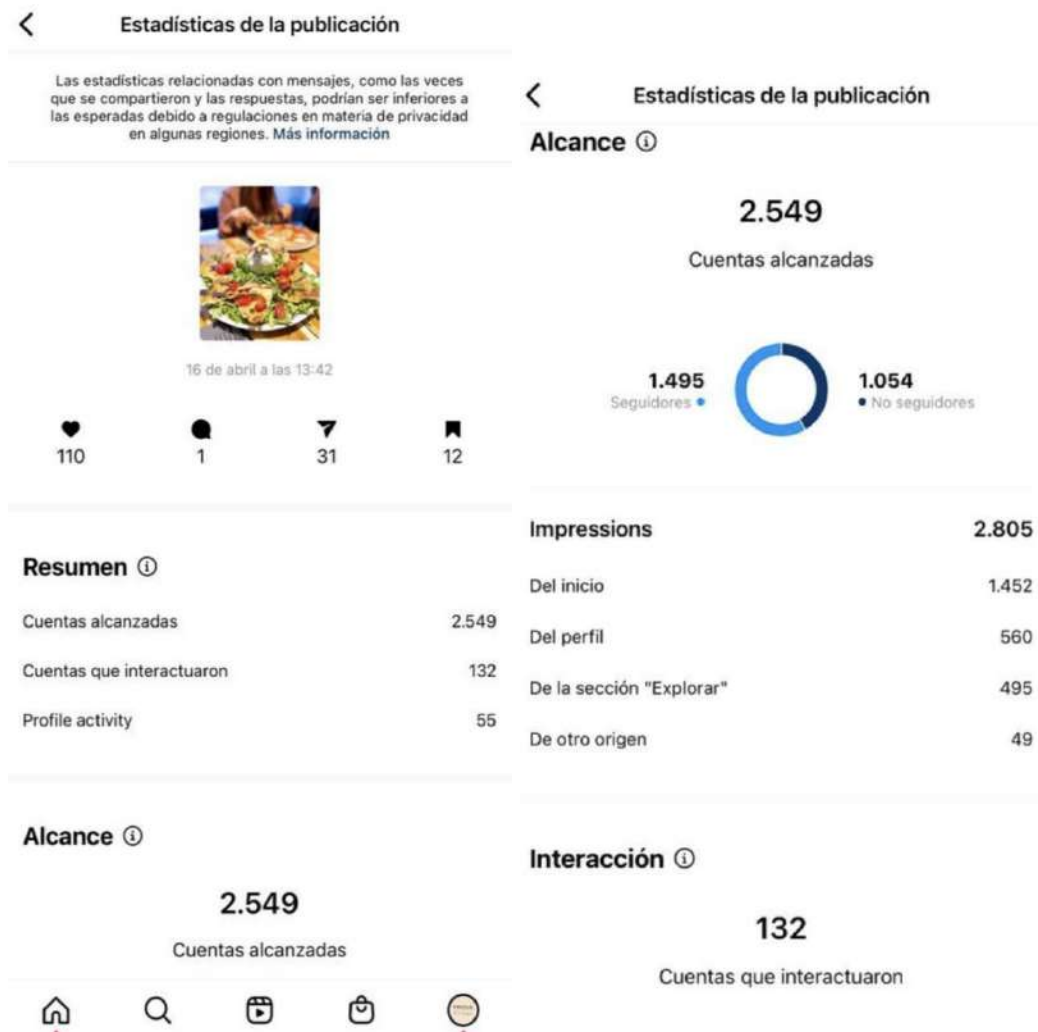 Estadísticas de la publicación
Las estadísticas relacionadas con mensajes, como las veces
que se compartieron y las respuestas, podrían ser inferiores a
las esperadas debido a regulaciones en materia de privacidad
en algunas regiones. Más información
16 de abril a las 13:42
110 1 31 12
Resumen
Cuentas alcanzadas 2.549
Cuentas que interactuaron 132
Profile activity 55
Alcance
2.549
Cuentas alcanzadas
Estadísticas de la publicación
Alcance
2.549
Cuentas alcanzadas
1.495 1.054
Seguidores No seguidores
Impressions 2.805
Del inicio 1.452
Del perfil 560
De la sección "Explorar" 495
De otro origen 49
Interacción
132
Cuentas que interactuaron